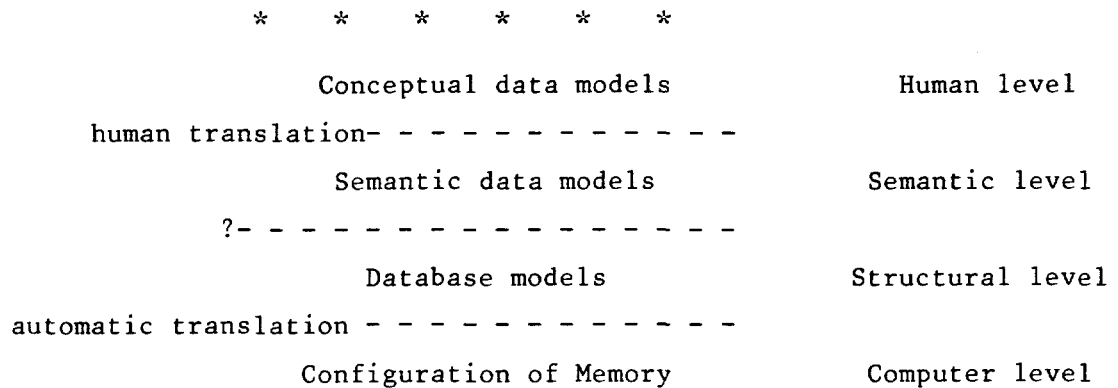 * * * * * *
Conceptual data models Human level
human translation- - - - - - - - - - - -
Semantic data models Semantic level
?- - - - - - - - - - - - - - - -
Database models Structural level
automatic translation - - - - - - - - - - - -
Configuration of Memory Computer level